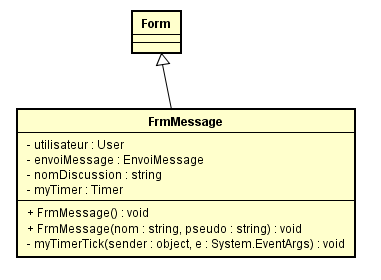 Form
FrmMessage
- utilisateur : User
- envoiMessage : EnvoiMessage
- nomDiscussion : string
- myTimer : Timer
+ FrmMessage() : void
+ FrmMessage(nom : string, pseudo : string) : void
- myTimerTick(sender : object, e : System.EventArgs) : void